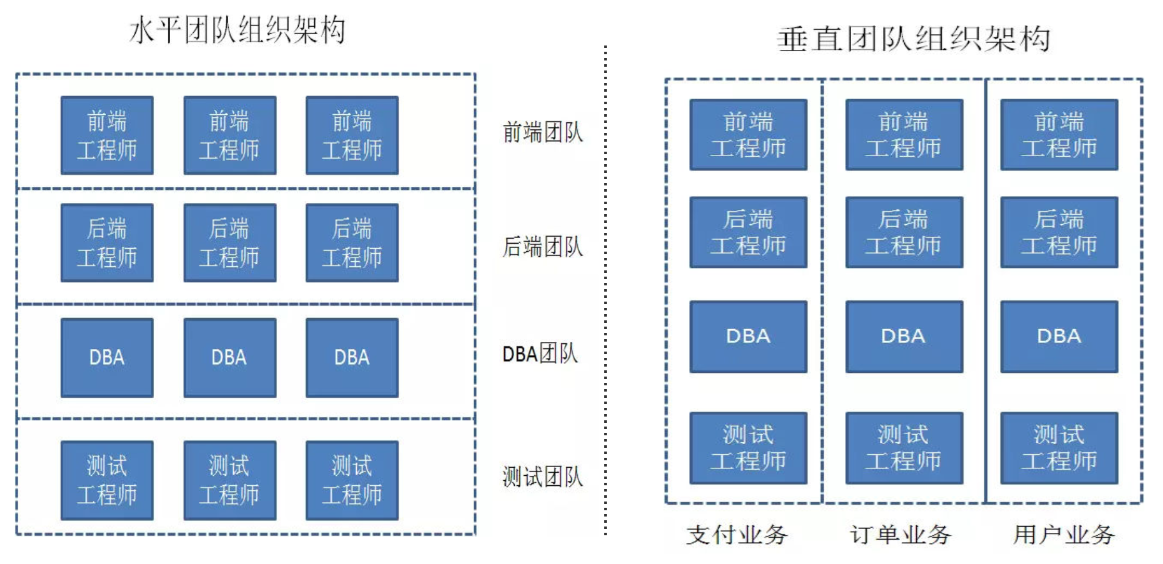 水平团队组织架构
前端
工程师
前端
工程师
前端
工程师
前端团队
后端
工程师
后端
工程师
后端
工程师
后端团队
DBA
DBA
DBA
DBA团队
测试
工程师
测试
工程师
测试
工程师
测试团队
垂直团队组织架构
前端
工程师
前端
工程师
前端
工程师
后端
工程师
后端
工程师
后端
工程师
DBA
DBA
DBA
测试
工程师
测试
工程师
测试
工程师
支付业务
订单业务
用户业务